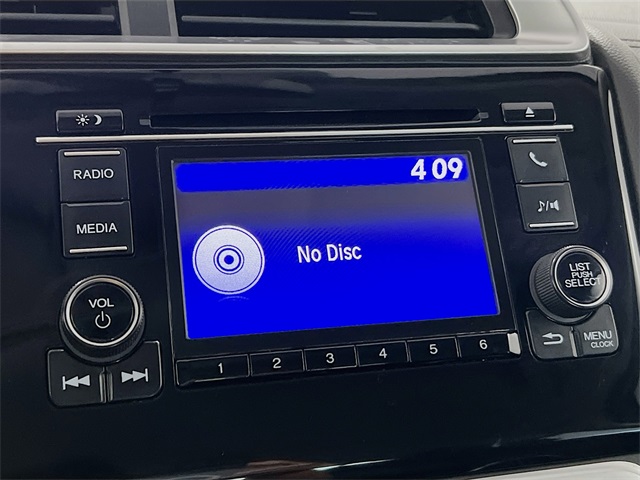 4 09
RADIO
MEDIA
No Disc
VOL
LIST
PUSH
SELECT
MENU
CLOCK
1 2 3 4 5 6